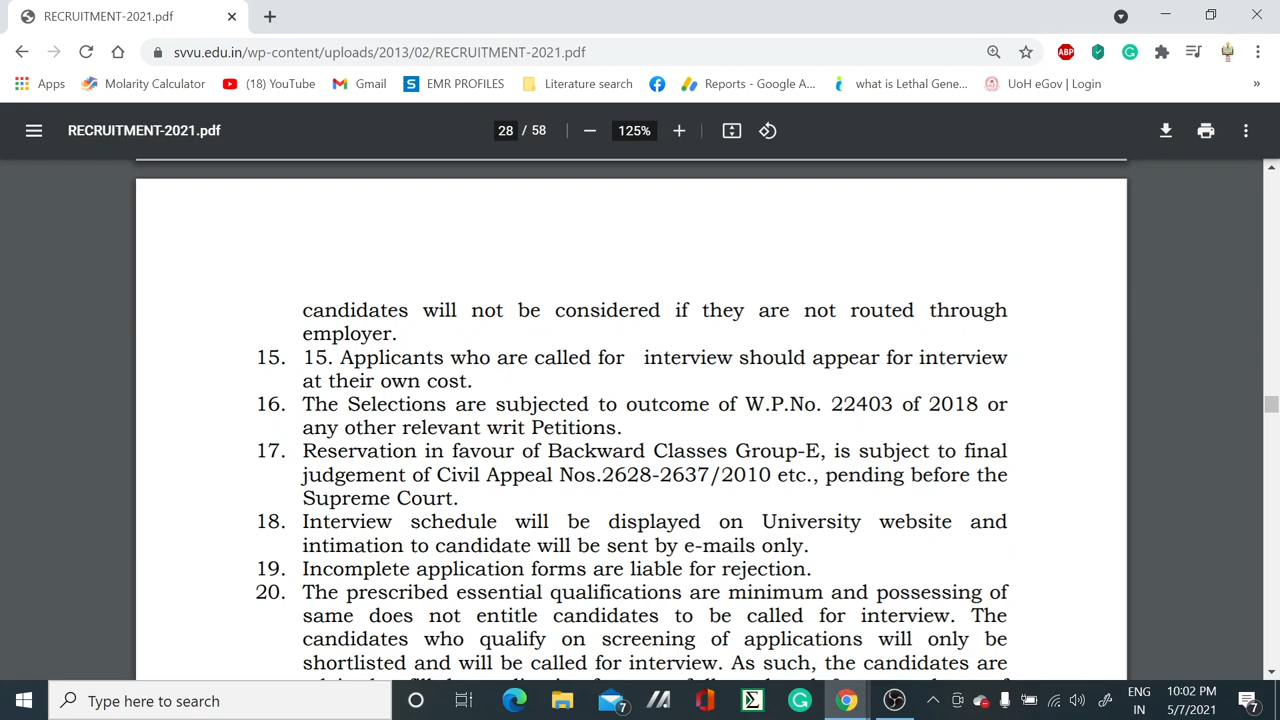 RECRUITMENT-2021.pdf
svvu.edu.in/wp-content/uploads/2013/02/RECRUITMENT-2021.pdf
ABP
Apps
Molarity Calculator
(18) YouTube
Gmail
S EMR PROFILES
Literature search
Reports - Google A...
what is Lethal Gene...
UoH eGov | Login
»
RECRUITMENT-2021.pdf
28 / 58
125%
candidates will not be considered if they are not routed through
employer.
15. 15. Applicants who are called for interview should appear for interview
at their own cost.
16. The Selections are subjected to outcome of W.P.No. 22403 of 2018 or
any other relevant writ Petitions.
17. Reservation in favour of Backward Classes Group-E, is subject to final
judgement of Civil Appeal Nos.2628-2637/2010 etc., pending before the
Supreme Court.
18. Interview schedule will be displayed on University website and
intimation to candidate will be sent by e-mails only.
19. Incomplete application forms are liable for rejection.
20. The prescribed essential qualifications are minimum and possessing of
same does not entitle candidates to be called for interview. The
candidates who qualify on screening of applications will only be
shortlisted and will be called for interview. As such, the candidates are
Type here to search
7
ENG
IN
10:02 PM
5/7/2021
7